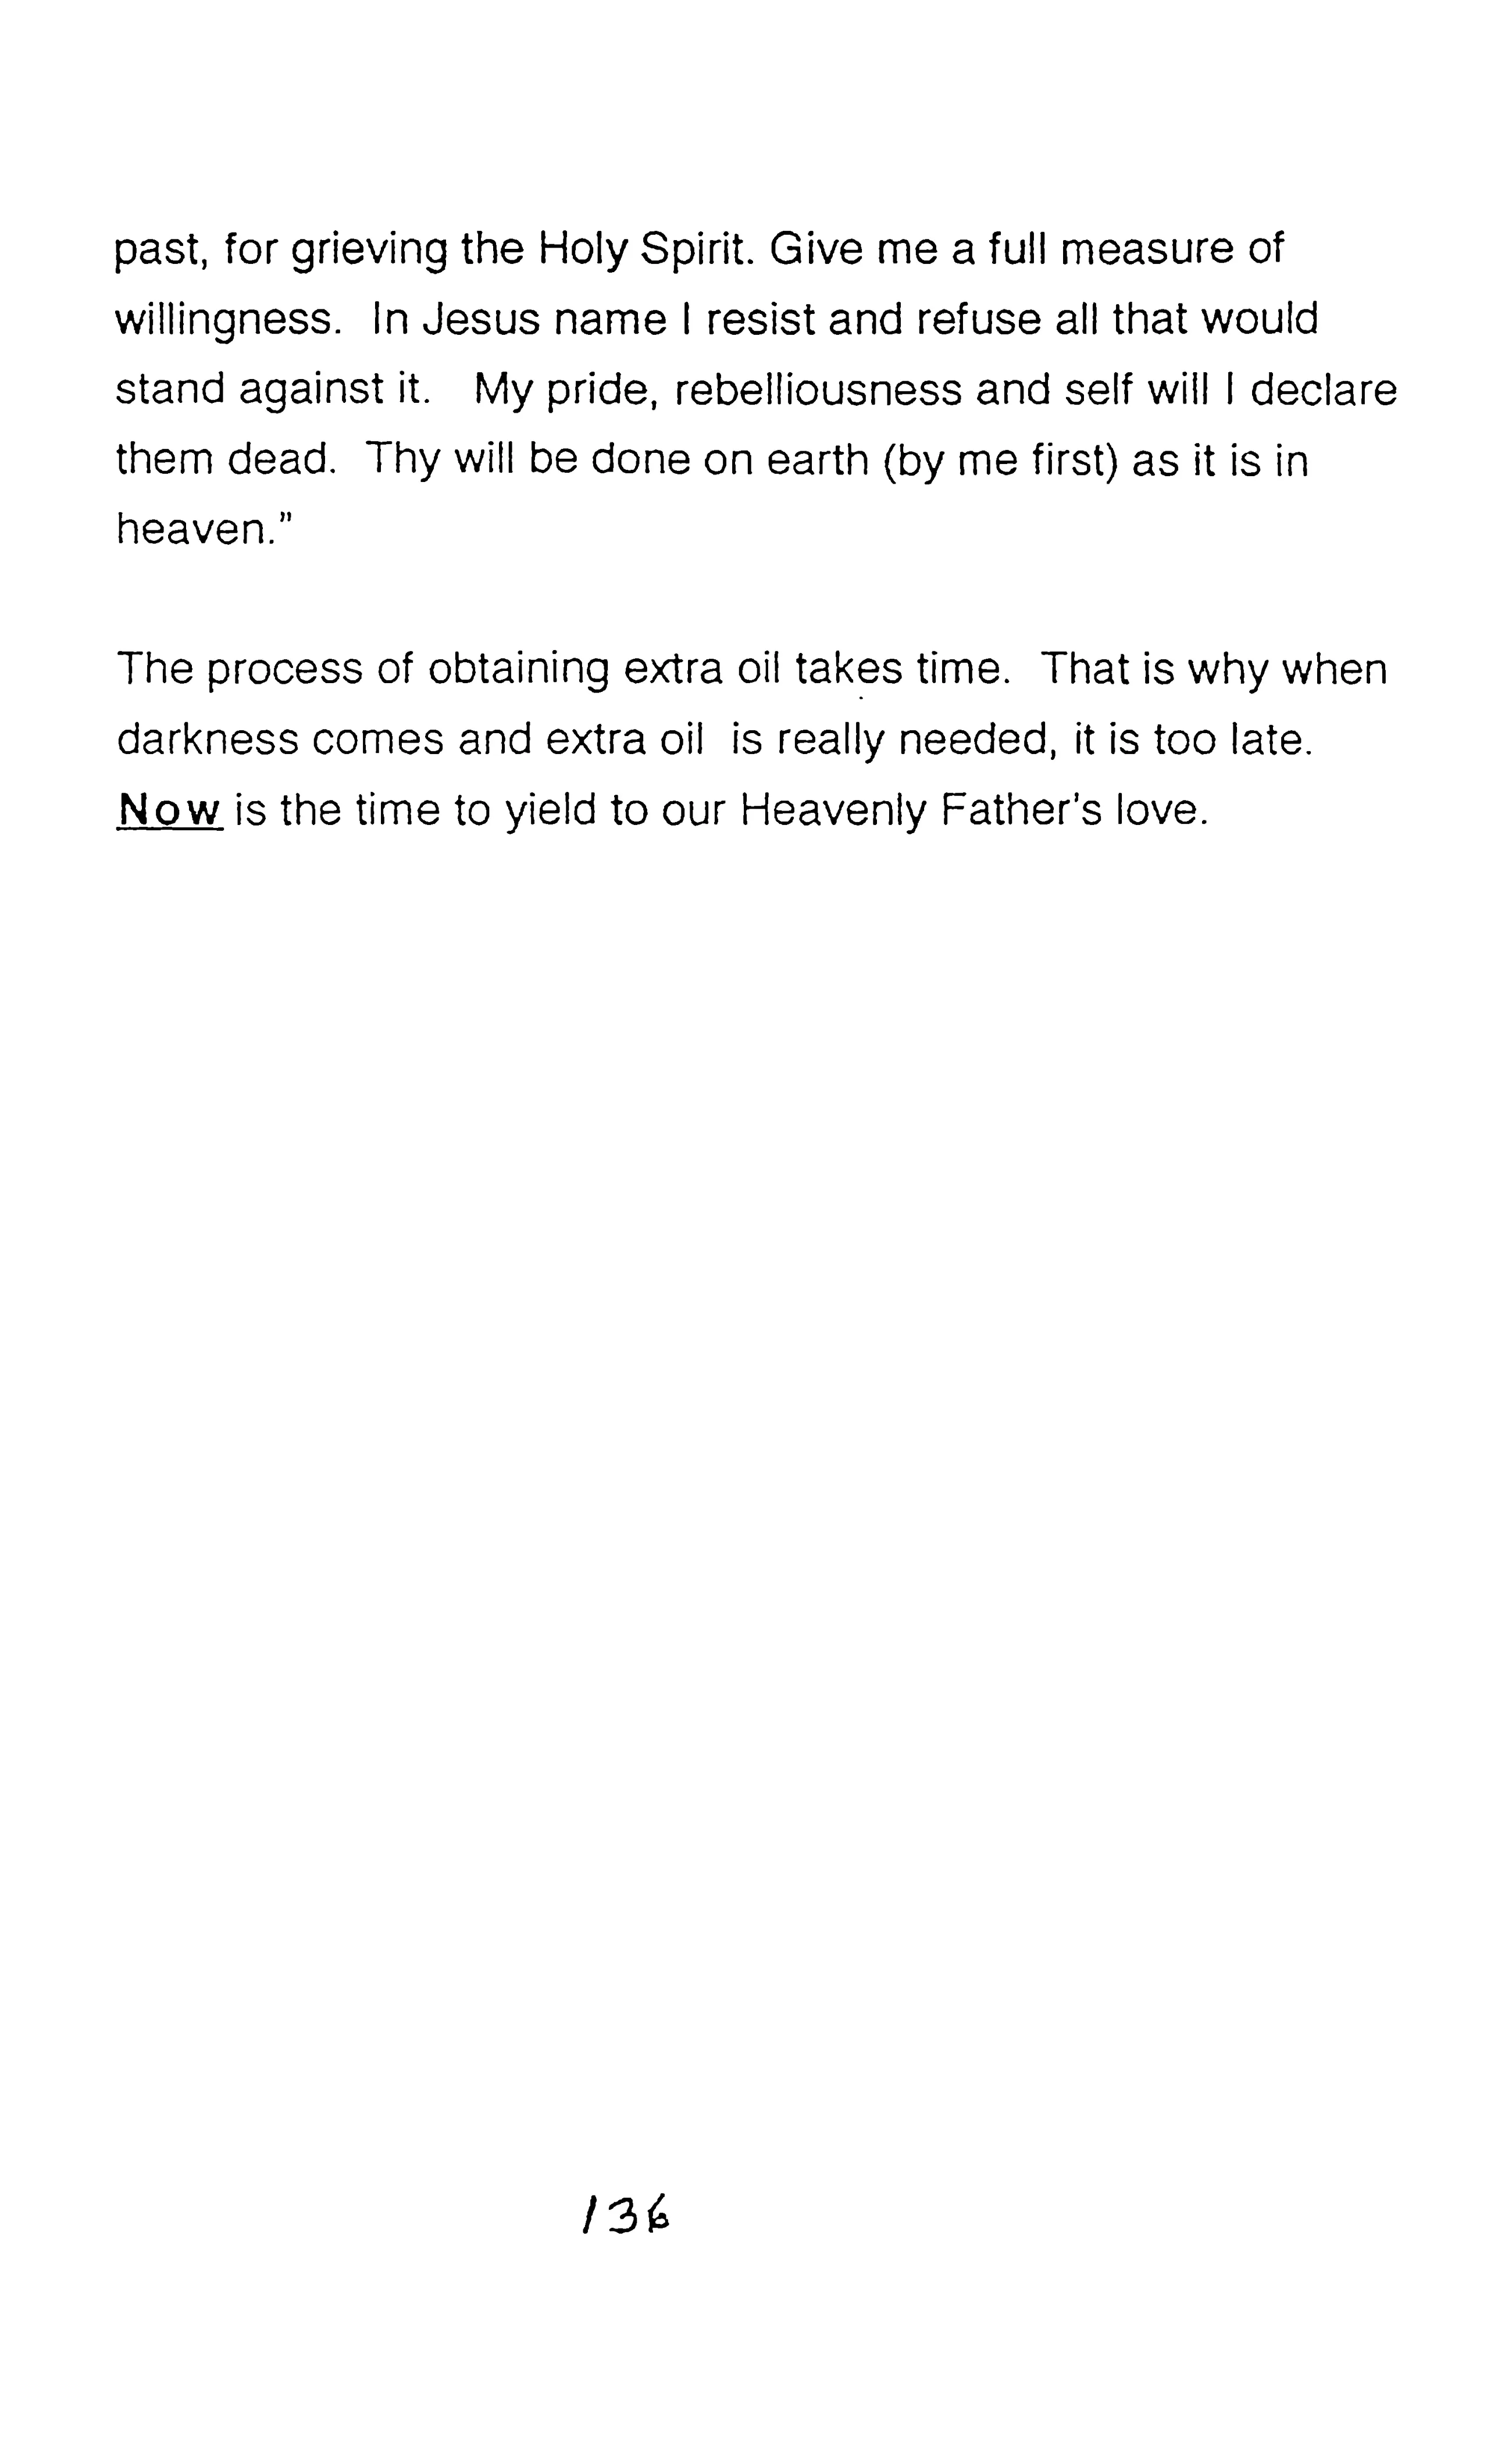 past, for grieving the Holy Spirit. Give me a full measure of
willingness.  In Jesus name I resist and refuse all that would
stand against it.   My pride, rebelliousness and self will I declare
them dead.  Thy will be done on earth (by me first) as it is in
heaven."

The process of obtaining extra oil takes time.  That is why when
darkness comes and extra oil  is really needed, it is too late.
Now is the time to yield to our Heavenly Father's love.

136